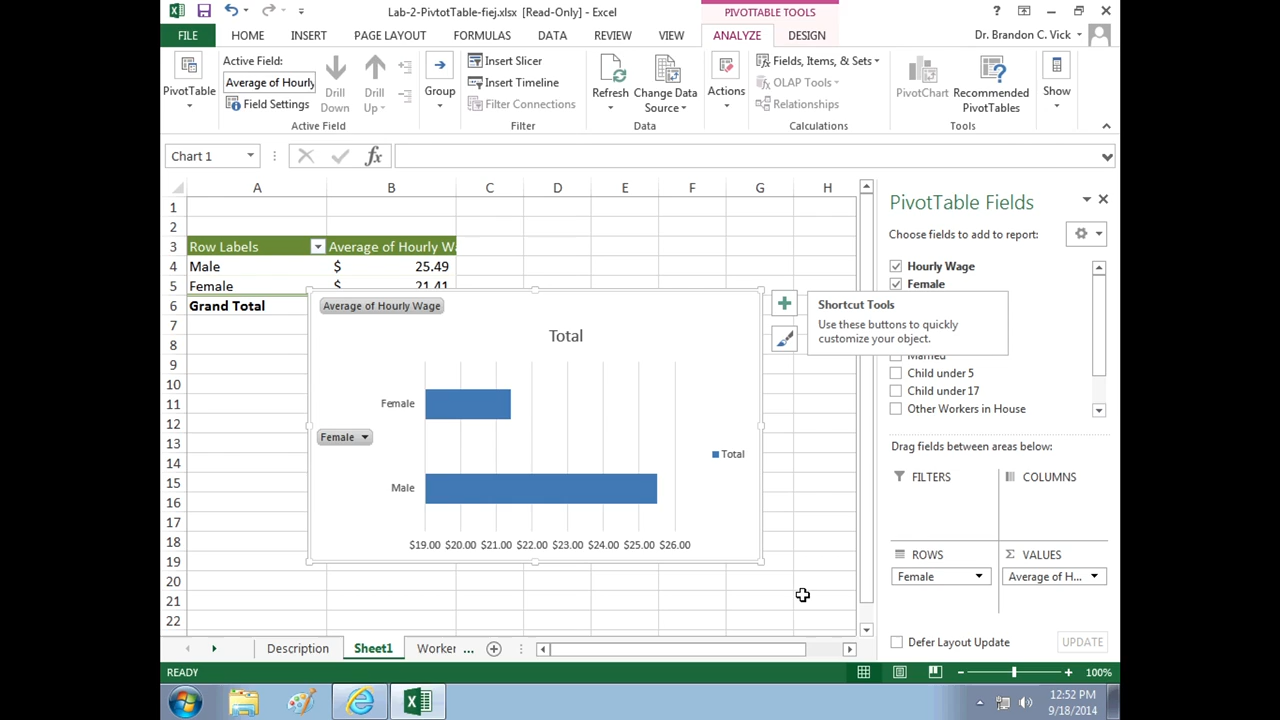 Lab-2-PivtotTable-fiej.xlsx [Read-Only] - Excel
PIVOTTABLE TOOLS
FILE HOME INSERT PAGE LAYOUT FORMULAS DATA REVIEW VIEW ANALYZE DESIGN Dr. Brandon C. Vick
PivotTable
Active Field:
Average of Hourly
Field Settings
Drill Down
Drill Up
Active Field
Group
Insert Slicer
Insert Timeline
Filter Connections
Filter
Refresh
Change Data Source
Data
Actions
Fields, Items, & Sets
OLAP Tools
Relationships
Calculations
PivotChart
Recommended PivotTables
Tools
Show
Chart 1
fx
A B C D E F G H
1
2
3 Row Labels Average of Hourly W
4 Male $ 25.49
5 Female $ 21.41
6 Grand Total
7
8
9
10
11
12
13
14
15
16
17
18
19
20
21
22
Average of Hourly Wage
Total
Female
Female
Male
Total
$19.00 $20.00 $21.00 $22.00 $23.00 $24.00 $25.00 $26.00
Shortcut Tools
Use these buttons to quickly
customize your object.
PivotTable Fields
Choose fields to add to report:
Hourly Wage
Female
Married
Child under 5
Child under 17
Other Workers in House
Drag fields between areas below:
FILTERS COLUMNS
ROWS Σ VALUES
Female Average of H...
Defer Layout Update UPDATE
Description Sheet1 Worker ...
READY 100%
12:52 PM
9/18/2014